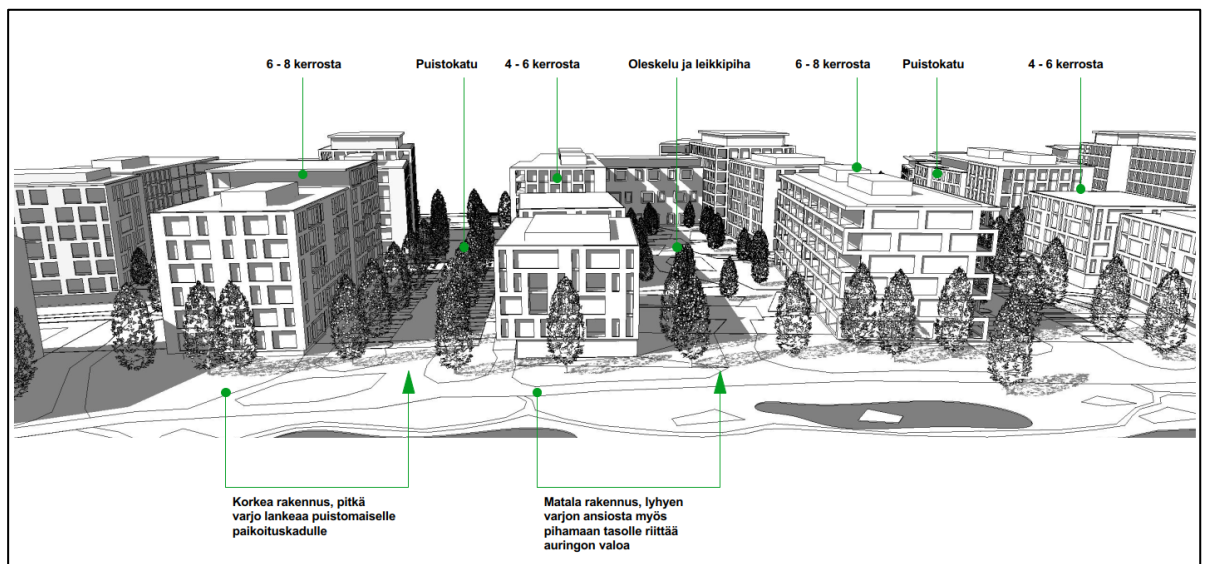 6 - 8 kerrosta
Puistokatu
4 - 6 kerrosta
Oleskelu ja leikkipiha
6 - 8 kerrosta
Puistokatu
4 - 6 kerrosta
Korkea rakennus, pitkä
varjo lankeaa puistomaiselle
paikoituskadulle
Matala rakennus, lyhyen
varjon ansiosta myös
pihamaan tasolle riittää
auringon valoa